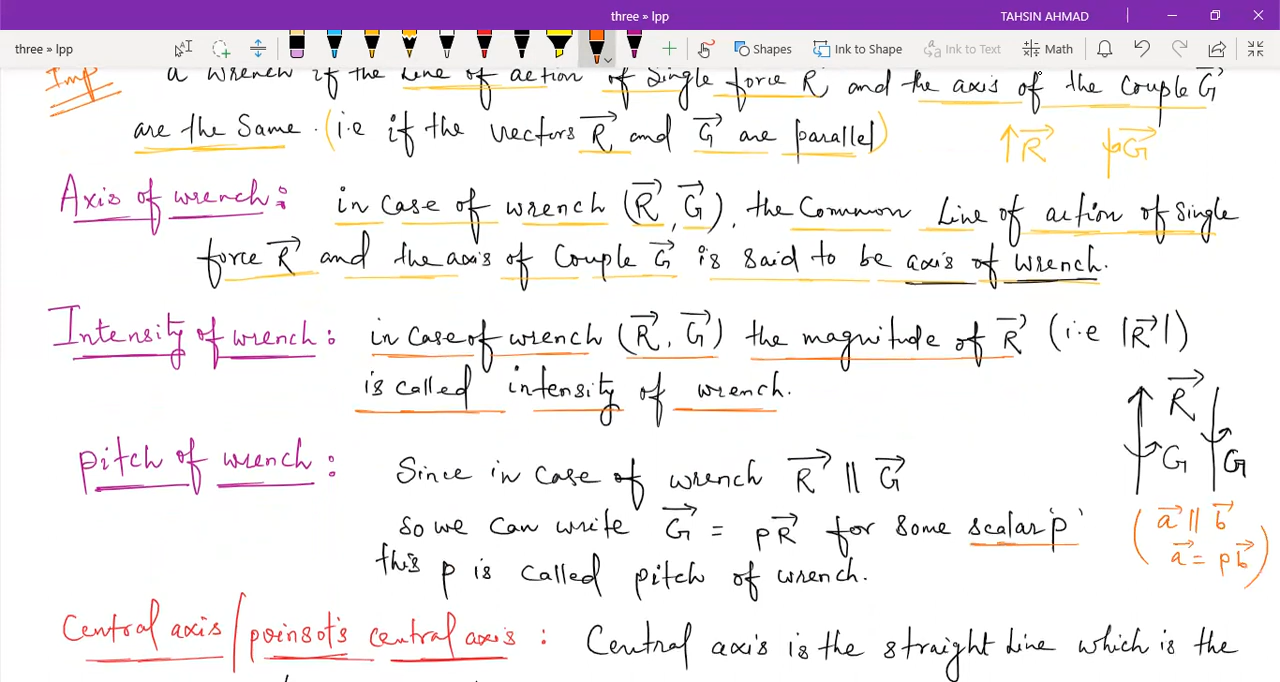 three » lpp
TAHSIN AHMAD
three » lpp
Shapes
Ink to Shape
Ink to Text
Math
Imp
a wrench if the Line of action of Single force R and the axis of the Couple G
are the Same. (i.e if the vectors R and G are parallel)
R G
Axis of wrench: in case of wrench (R, G), the Common Line of action of Single
force R and the axis of Couple G is said to be axis of wrench.
Intensity of wrench: in case of wrench (R, G) the magnitude of R (i.e |R|)
is called intensity of wrench.
R
G G
pitch of wrench: Since in case of wrench R || G
So we can write G = pR for some scalar 'p'
(a || b
a = pb)
this p is called pitch of wrench.
Central axis/poinsot's central axis: Central axis is the straight Line which is the